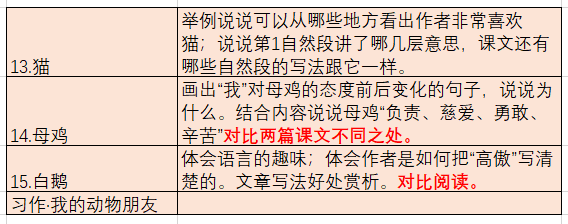 举例说说可以从哪些地方看出作者非常喜欢
猫；说说第1自然段讲了哪几层意思，课文还有
13.猫
哪些自然段的写法跟它一样。
画出“我”对母鸡的态度前后变化的句子，说说为
什么。结合内容说说母鸡“负责、慈爱、勇敢、
14.母鸡
辛苦”对比两篇课文不同之处。
体会语言的趣味；体会作者是如何把“高傲”写清
15.白鹅
楚的。文章写法好处赏析。对比阅读。
习作·我的动物朋友